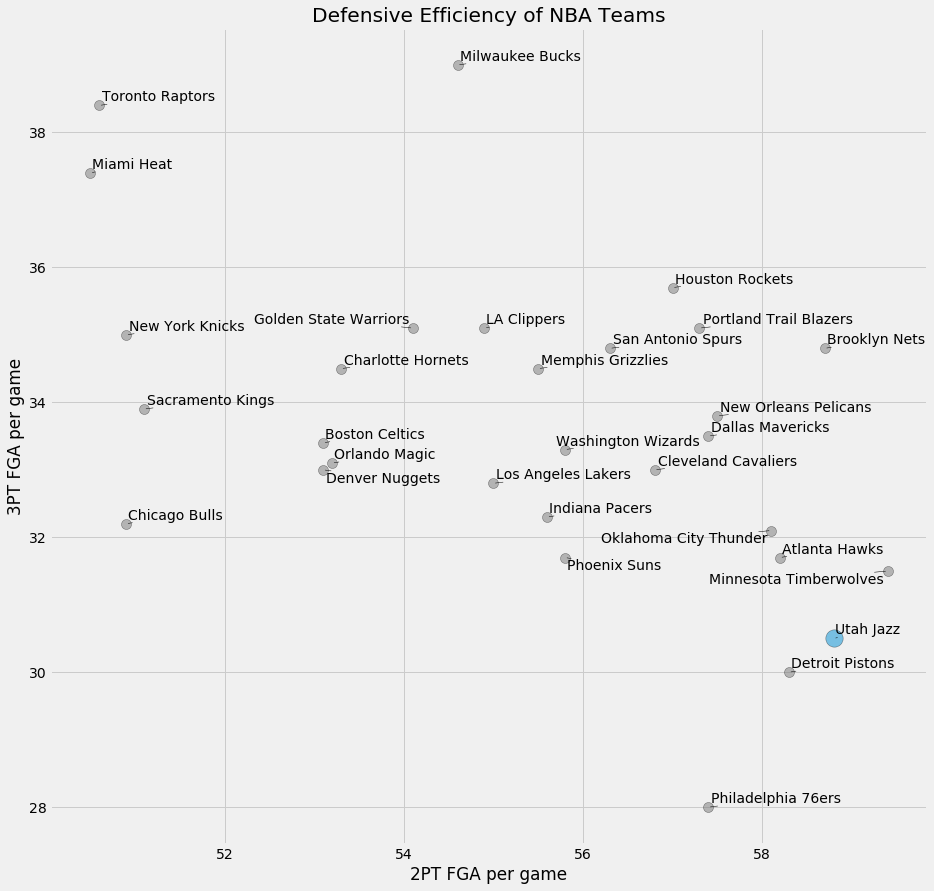 Defensive Efficiency of NBA Teams
Milwaukee Bucks
Toronto Raptors
38
Miami Heat
36
Houston Rockets
Golden State Warriors
LA Clippers
Portland Trail Blazers
New York Knicks
San Antonio Spurs
Brooklyn Nets
Charlotte Hornets
Memphis Grizzlies
34
Sacramento Kings
New Orleans Pelicans
Dallas Mavericks
Boston Celtics
Washington Wizards
Orlando Magic
Cleveland Cavaliers
Denver Nuggets
Los Angeles Lakers
3PT FGA per game
Chicago Bulls
Indiana Pacers
32
Oklahoma City Thunder
Atlanta Hawks
Phoenix Suns
Minnesota Timberwolves
Utah Jazz
30
Detroit Pistons
28
Philadelphia 76ers
52
54
56
58
2PT FGA per game